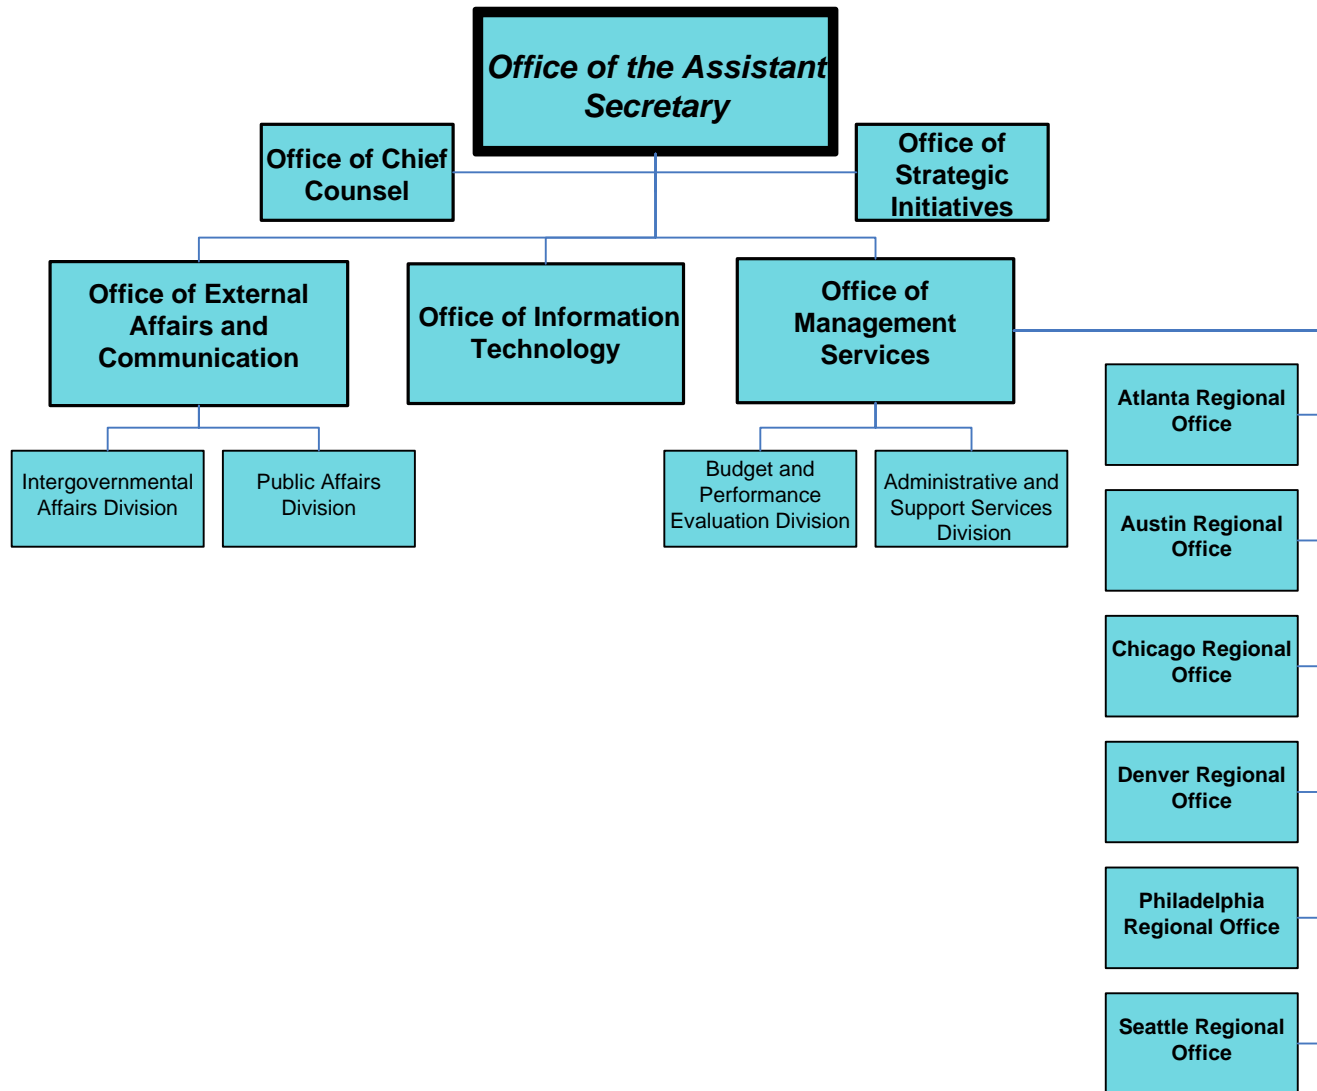 Office of the Assistant
Secretary
Office of Chief
Counsel
Office of
Strategic
Initiatives
Office of External
Affairs and
Communication
Office of Information
Technology
Office of
Management
Services
Intergovernmental
Affairs Division
Public Affairs
Division
Budget and
Performance
Evaluation Division
Administrative and
Support Services
Division
Atlanta Regional
Office
Austin Regional
Office
Chicago Regional
Office
Denver Regional
Office
Philadelphia
Regional Office
Seattle Regional
Office